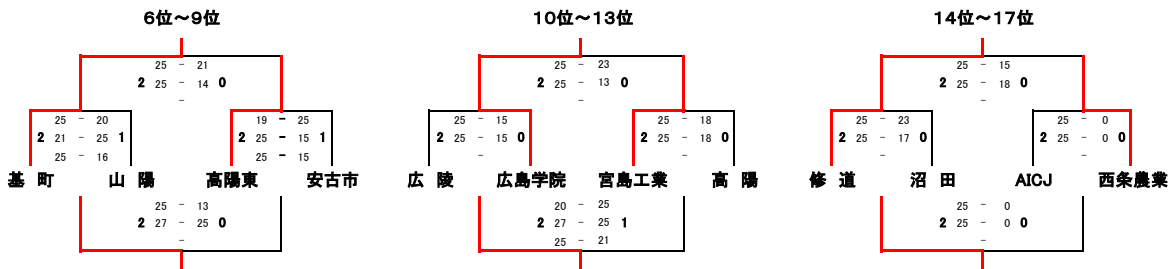 6位～9位 10位～13位 14位～17位
25 - 21 25 - 23 25 - 15
2 25 - 14 0 2 25 - 13 0 2 25 - 18 0
- - -
25 - 20 19 - 25 25 - 15 25 - 18 25 - 23 25 - 0
2 21 - 25 1 2 25 - 15 1 2 25 - 15 0 2 25 - 18 0 2 25 - 17 0 2 25 - 0 0
25 - 16 25 - 15 - - - -
基町 山陽 高陽東 安古市 広陵 広島学院 宮島工業 高陽 修道 沼田 AICJ 西条農業
25 - 13 20 - 25 25 - 0
2 27 - 25 0 2 27 - 25 1 2 25 - 0 0
- 25 - 21 -